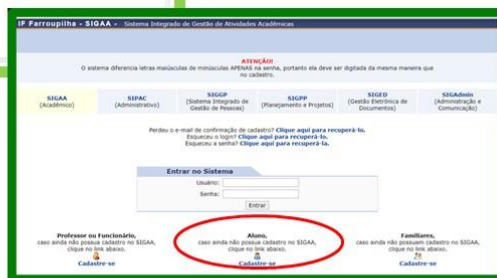 IF Farroupilha - SIGAA - Sistema Integrado de Gestão de Atividades Acadêmicas
ATENÇÃO!
O sistema diferencia letras maiúsculas de minúsculas APENAS na senha, portanto ela deve ser digitada da mesma maneira que
no cadastro.
SIGAA
(Acadêmico)
SIPAC
(Administrativo)
SIGGP
(Sistema Integrado de
Gestão de Pessoas)
SIGPP
(Planejamento e Projetos)
SIGED
(Gestão Eletrônica de
Documentos)
SIGAdmin
(Administração e
Comunicação)
Perdeu o e-mail de confirmação de cadastro? Clique aqui para recuperá-lo.
Esqueceu o login? Clique aqui para recuperá-lo.
Esqueceu a senha? Clique aqui para recuperá-la.
Entrar no Sistema
Usuário:
Senha:
Entrar
Professor ou Funcionário,
caso ainda não possua cadastro no SIGAA,
clique no link abaixo.
Cadastre-se
Aluno,
caso ainda não possua cadastro no SIGAA,
clique no link abaixo.
Cadastre-se
Familiares,
caso ainda não possuam cadastro no SIGAA,
clique no link abaixo.
Cadastre-se